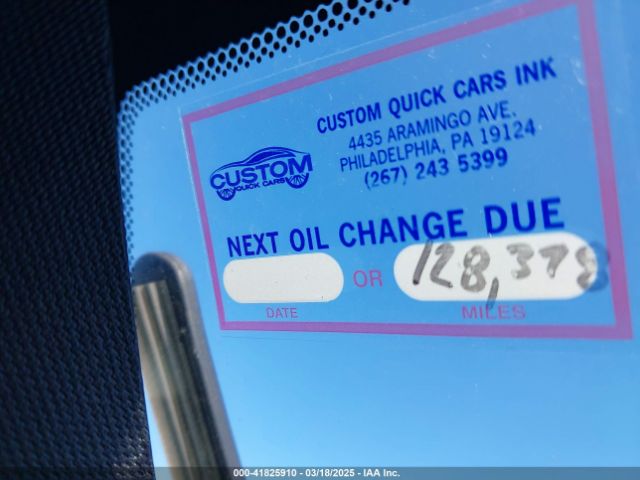 CUSTOM QUICK CARS INK
4435 ARAMINGO AVE.
PHILADELPHIA, PA 19124
(267) 243 5399
CUSTOM
QUICK CARS
NEXT OIL CHANGE DUE
OR 128,378
DATE MILES
000-41825910 - 03/18/2025 - IAA Inc.